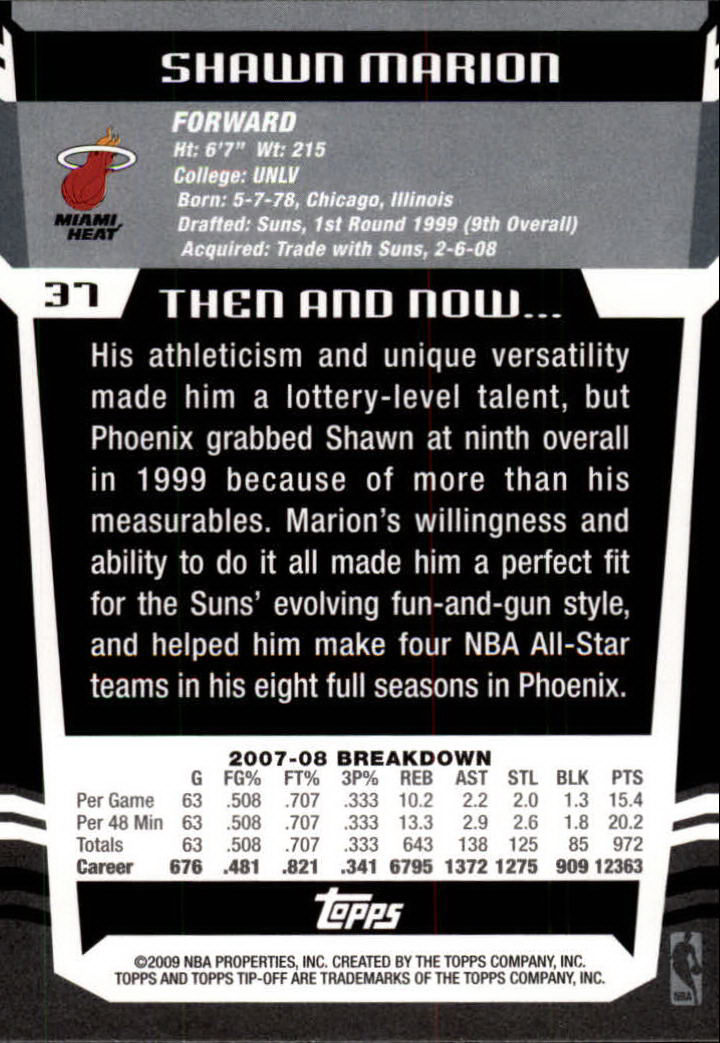 SHAWN MARION
FORWARD
Ht: 6'7" Wt: 215
College: UNLV
Born: 5-7-78, Chicago, Illinois
Drafted: Suns, 1st Round 1999 (9th Overall)
Acquired: Trade with Suns, 2-6-08
MIAMI
HEAT
37
THEN AND NOW...
His athleticism and unique versatility
made him a lottery-level talent, but
Phoenix grabbed Shawn at ninth overall
in 1999 because of more than his
measurables. Marion's willingness and
ability to do it all made him a perfect fit
for the Suns' evolving fun-and-gun style,
and helped him make four NBA All-Star
teams in his eight full seasons in Phoenix.
2007-08 BREAKDOWN
G FG% FT% 3P% REB AST STL BLK PTS
Per Game 63 .508 .707 .333 10.2 2.2 2.0 1.3 15.4
Per 48 Min 63 .508 .707 .333 13.3 2.9 2.6 1.8 20.2
Totals 63 .508 .707 .333 643 138 125 85 972
Career 676 .481 .821 .341 6795 1372 1275 909 12363
Topps
©2009 NBA PROPERTIES, INC. CREATED BY THE TOPPS COMPANY, INC.
TOPPS AND TOPPS TIP-OFF ARE TRADEMARKS OF THE TOPPS COMPANY, INC.
NBA